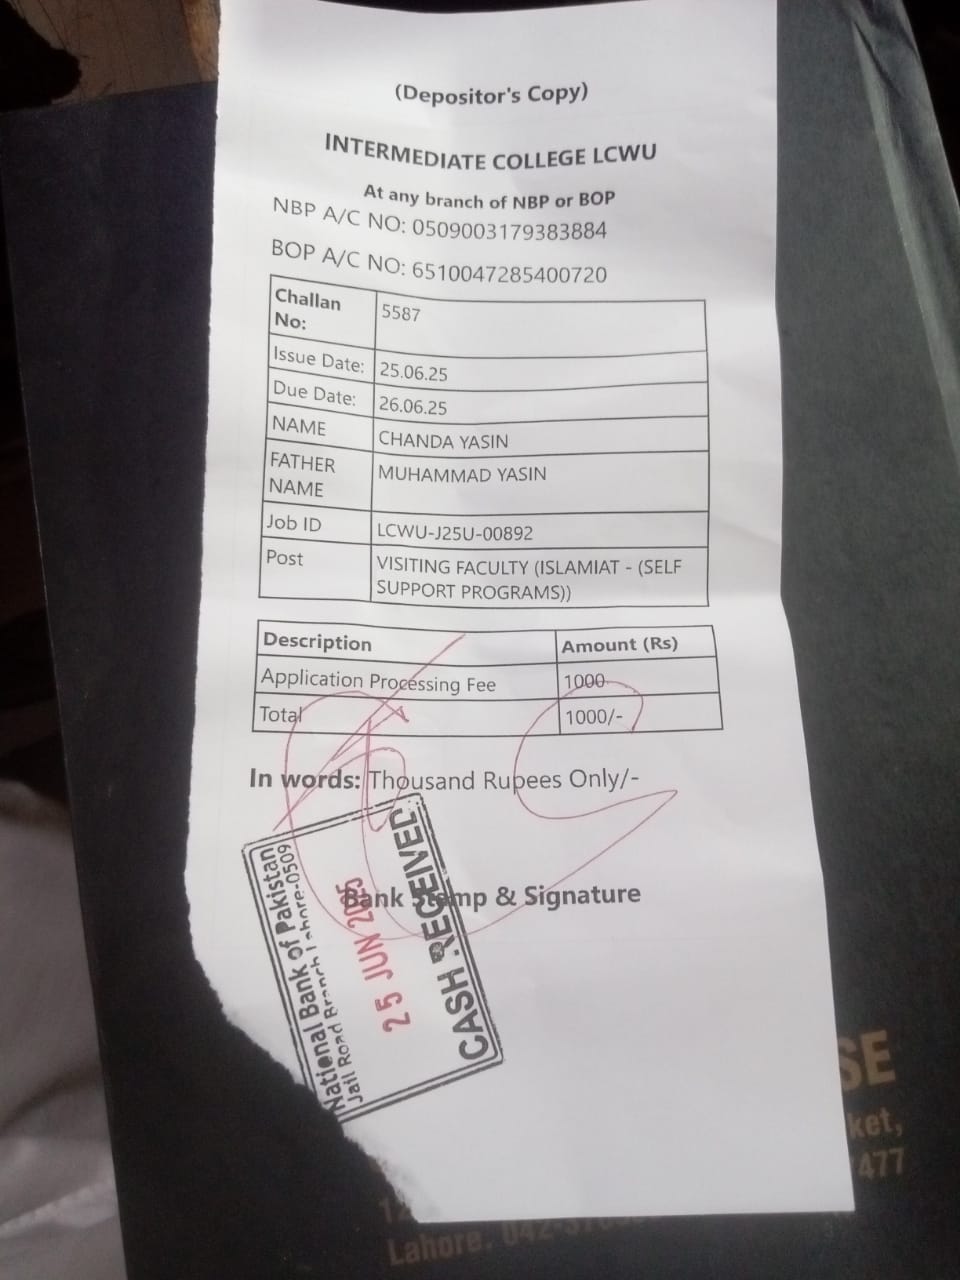 (Depositor's Copy)
INTERMEDIATE COLLEGE LCWU
At any branch of NBP or BOP
NBP A/C NO: 0509003179383884
BOP A/C NO: 6510047285400720
Challan No: 5587
Issue Date: 25.06.25
Due Date: 26.06.25
NAME CHANDA YASIN
FATHER NAME MUHAMMAD YASIN
Job ID LCWU-J25U-00892
Post VISITING FACULTY (ISLAMIAT - (SELF
SUPPORT PROGRAMS))
Description Amount (Rs)
Application Processing Fee 1000
Total 1000/-
In words: Thousand Rupees Only/-
Bank Stamp & Signature
National Bank of Pakistan
Jail Road Branch Lahore-0509
25 JUN 2025
CASH RECEIVED
SE
ket,
477
Lahore.